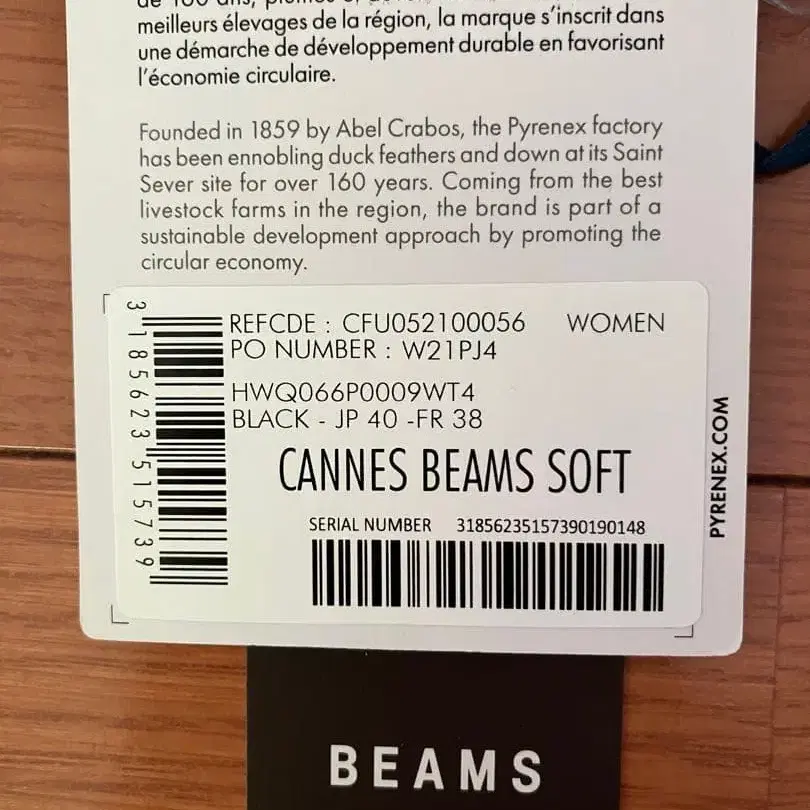 meilleurs élevages de la région, la marque s'inscrit dans
une démarche de développement durable en favorisant
l'économie circulaire.
Founded in 1859 by Abel Crabos, the Pyrenex factory
has been ennobling duck feathers and down at its Saint
Sever site for over 160 years. Coming from the best
livestock farms in the region, the brand is part of a
sustainable development approach by promoting the
circular economy.
3 185623 515739
REFCDE : CFU052100056 WOMEN
PO NUMBER : W21PJ4
HWQ066P0009WT4
BLACK - JP 40 -FR 38
CANNES BEAMS SOFT
SERIAL NUMBER 31856235157390190148
PYRENEX.COM
BEAMS